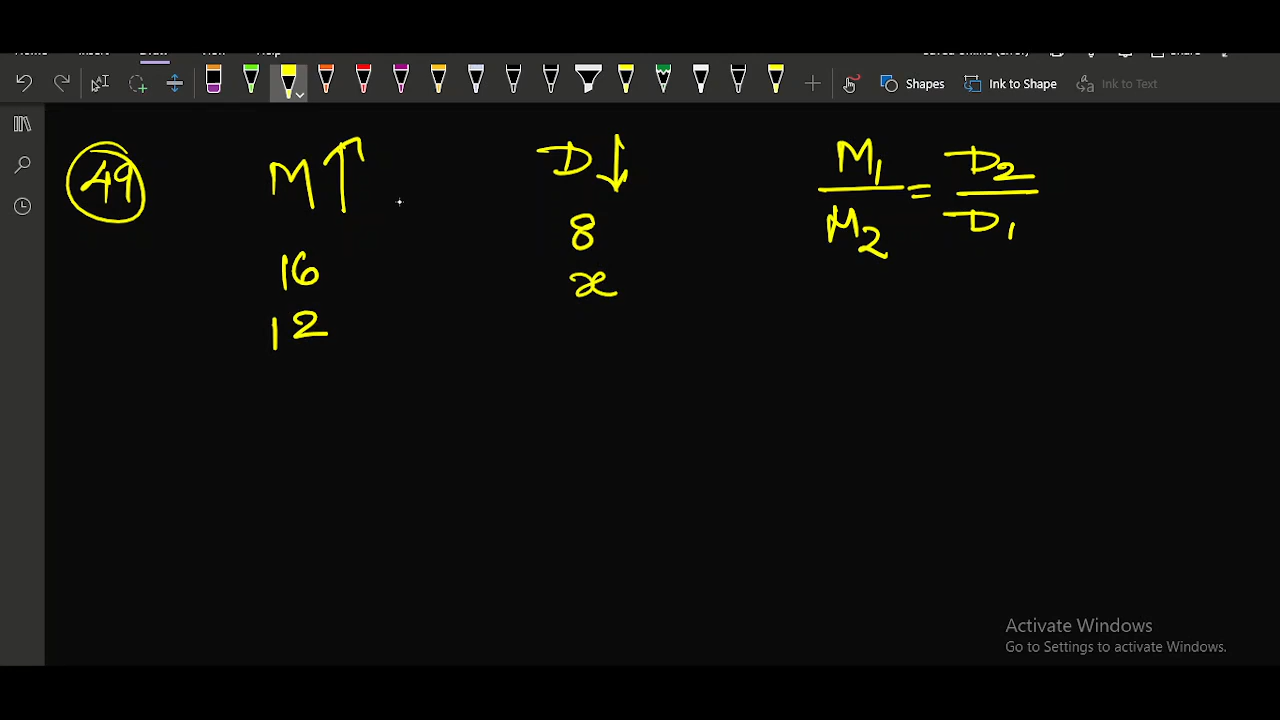 Shapes
Ink to Shape
Ink to Text
49
M↑ D↓
M1/M2 = D2/D1
16 8
12 x
Activate Windows
Go to Settings to activate Windows.